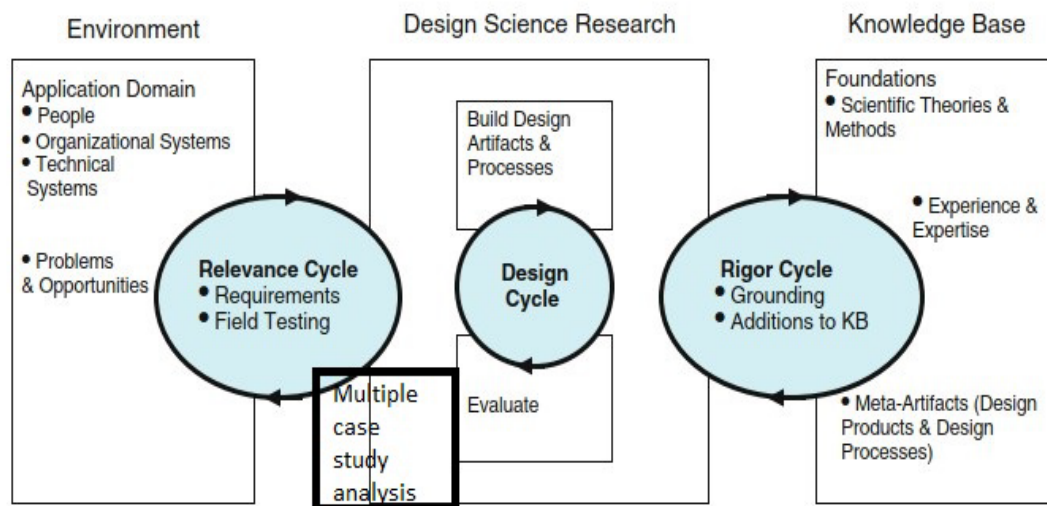 Environment
Design Science Research
Knowledge Base
Application Domain
• People
• Organizational Systems
• Technical
Systems
• Problems
& Opportunities
Relevance Cycle
• Requirements
• Field Testing
Build Design
Artifacts &
Processes
Design
Cycle
Evaluate
Multiple
case
study
analysis
Rigor Cycle
• Grounding
• Additions to KB
Foundations
• Scientific Theories &
Methods
• Experience &
Expertise
• Meta-Artifacts (Design
Products & Design
Processes)